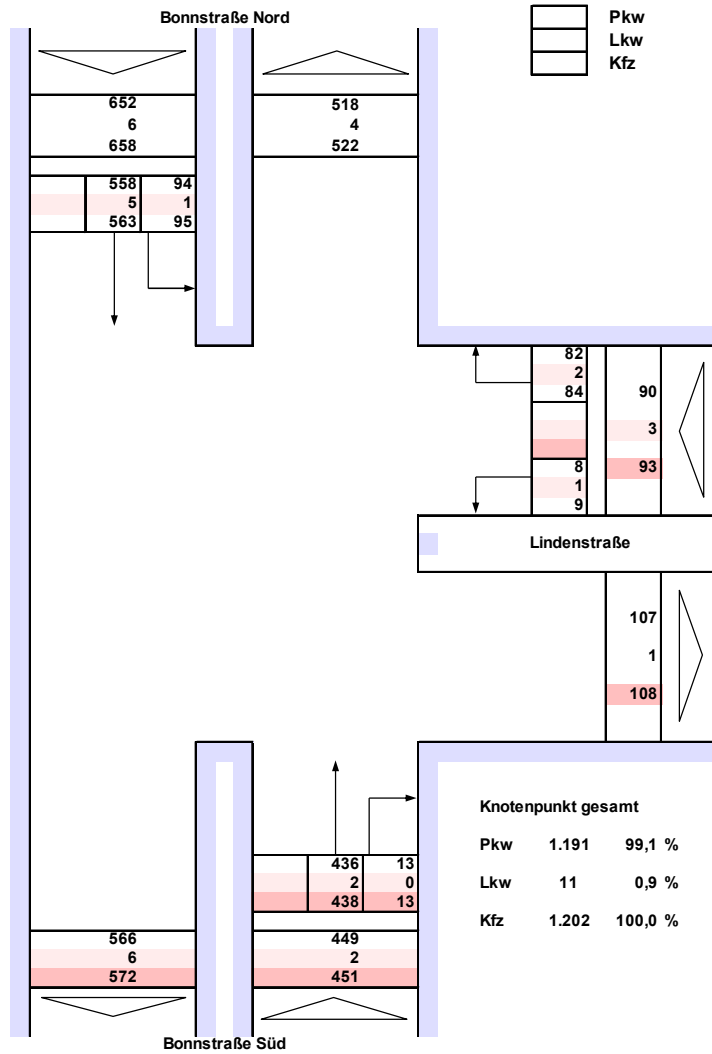 Bonnstraße Nord
Pkw
Lkw
Kfz
652 518
6 4
658 522
558 94
5 1
563 95
82
2
84 90
3
93
8
1
9
Lindenstraße
107
1
108
Knotenpunkt gesamt
Pkw 1.191 99,1 %
Lkw 11 0,9 %
Kfz 1.202 100,0 %
436 13
2 0
438 13
566 449
6 2
572 451
Bonnstraße Süd